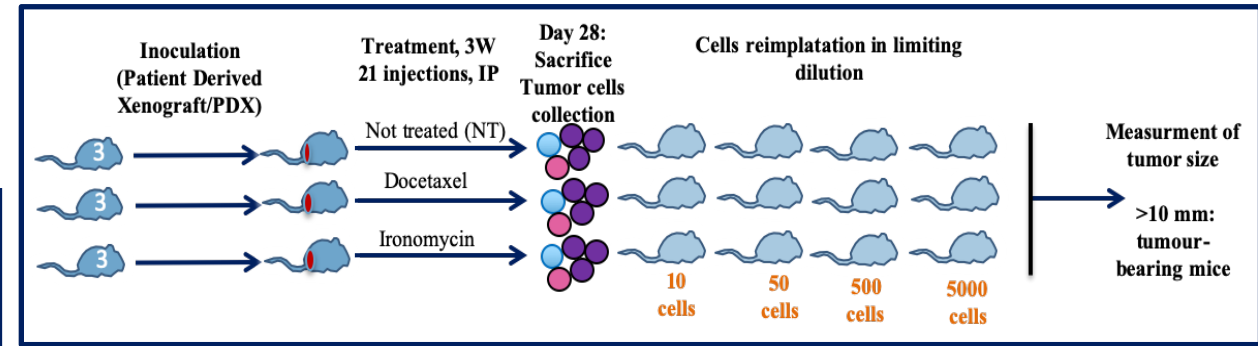 Inoculation
(Patient Derived
Xenograft/PDX)
Treatment, 3W
21 injections, IP
Day 28:
Sacrifice
Tumor cells
collection
Cells reimplatation in limiting
dilution
3
Not treated (NT)
3
Docetaxel
3
Ironomycin
10
cells
50
cells
500
cells
5000
cells
Measurment of
tumor size
>10 mm:
tumour-
bearing mice